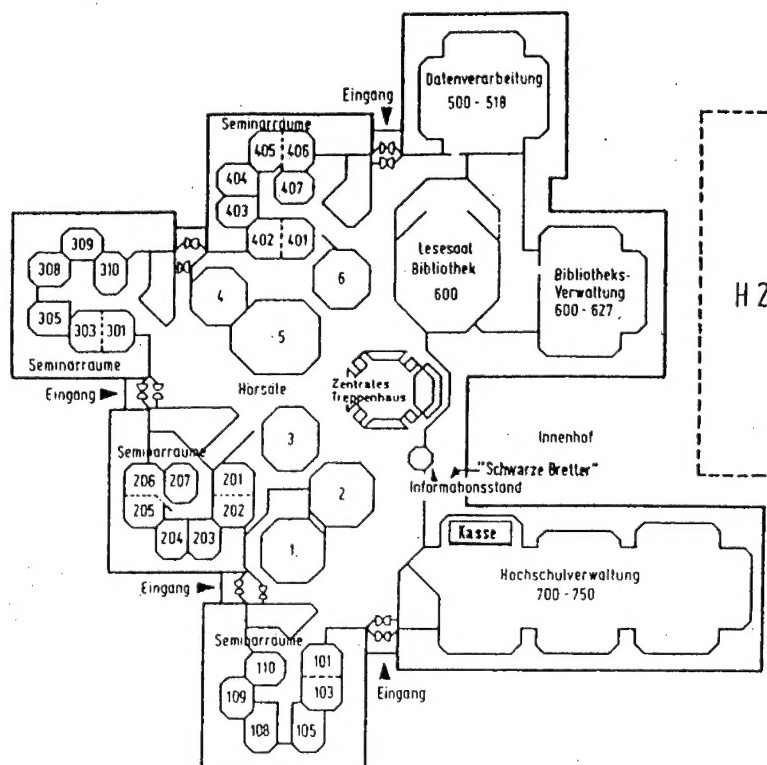 Datenverarbeitung
500 - 518
Eingang
Seminarräume
405 406
404
407
403
402 401
309
308
310
305
303 301
Seminarräume
Eingang
4
5
6
Hörsäle
Lesesaal
Bibliothek
600
Bibliotheks-
Verwaltung
600 - 627
H 2
Zentrales
Treppenhaus
3
2
1
Innenhof
"Schwarze Bretter"
Informationsstand
Seminarräume
206
207
201
205
202
204 203
Eingang
Kasse
Hochschulverwaltung
700 - 750
Seminarräume
110
101
109
103
108
105
Eingang